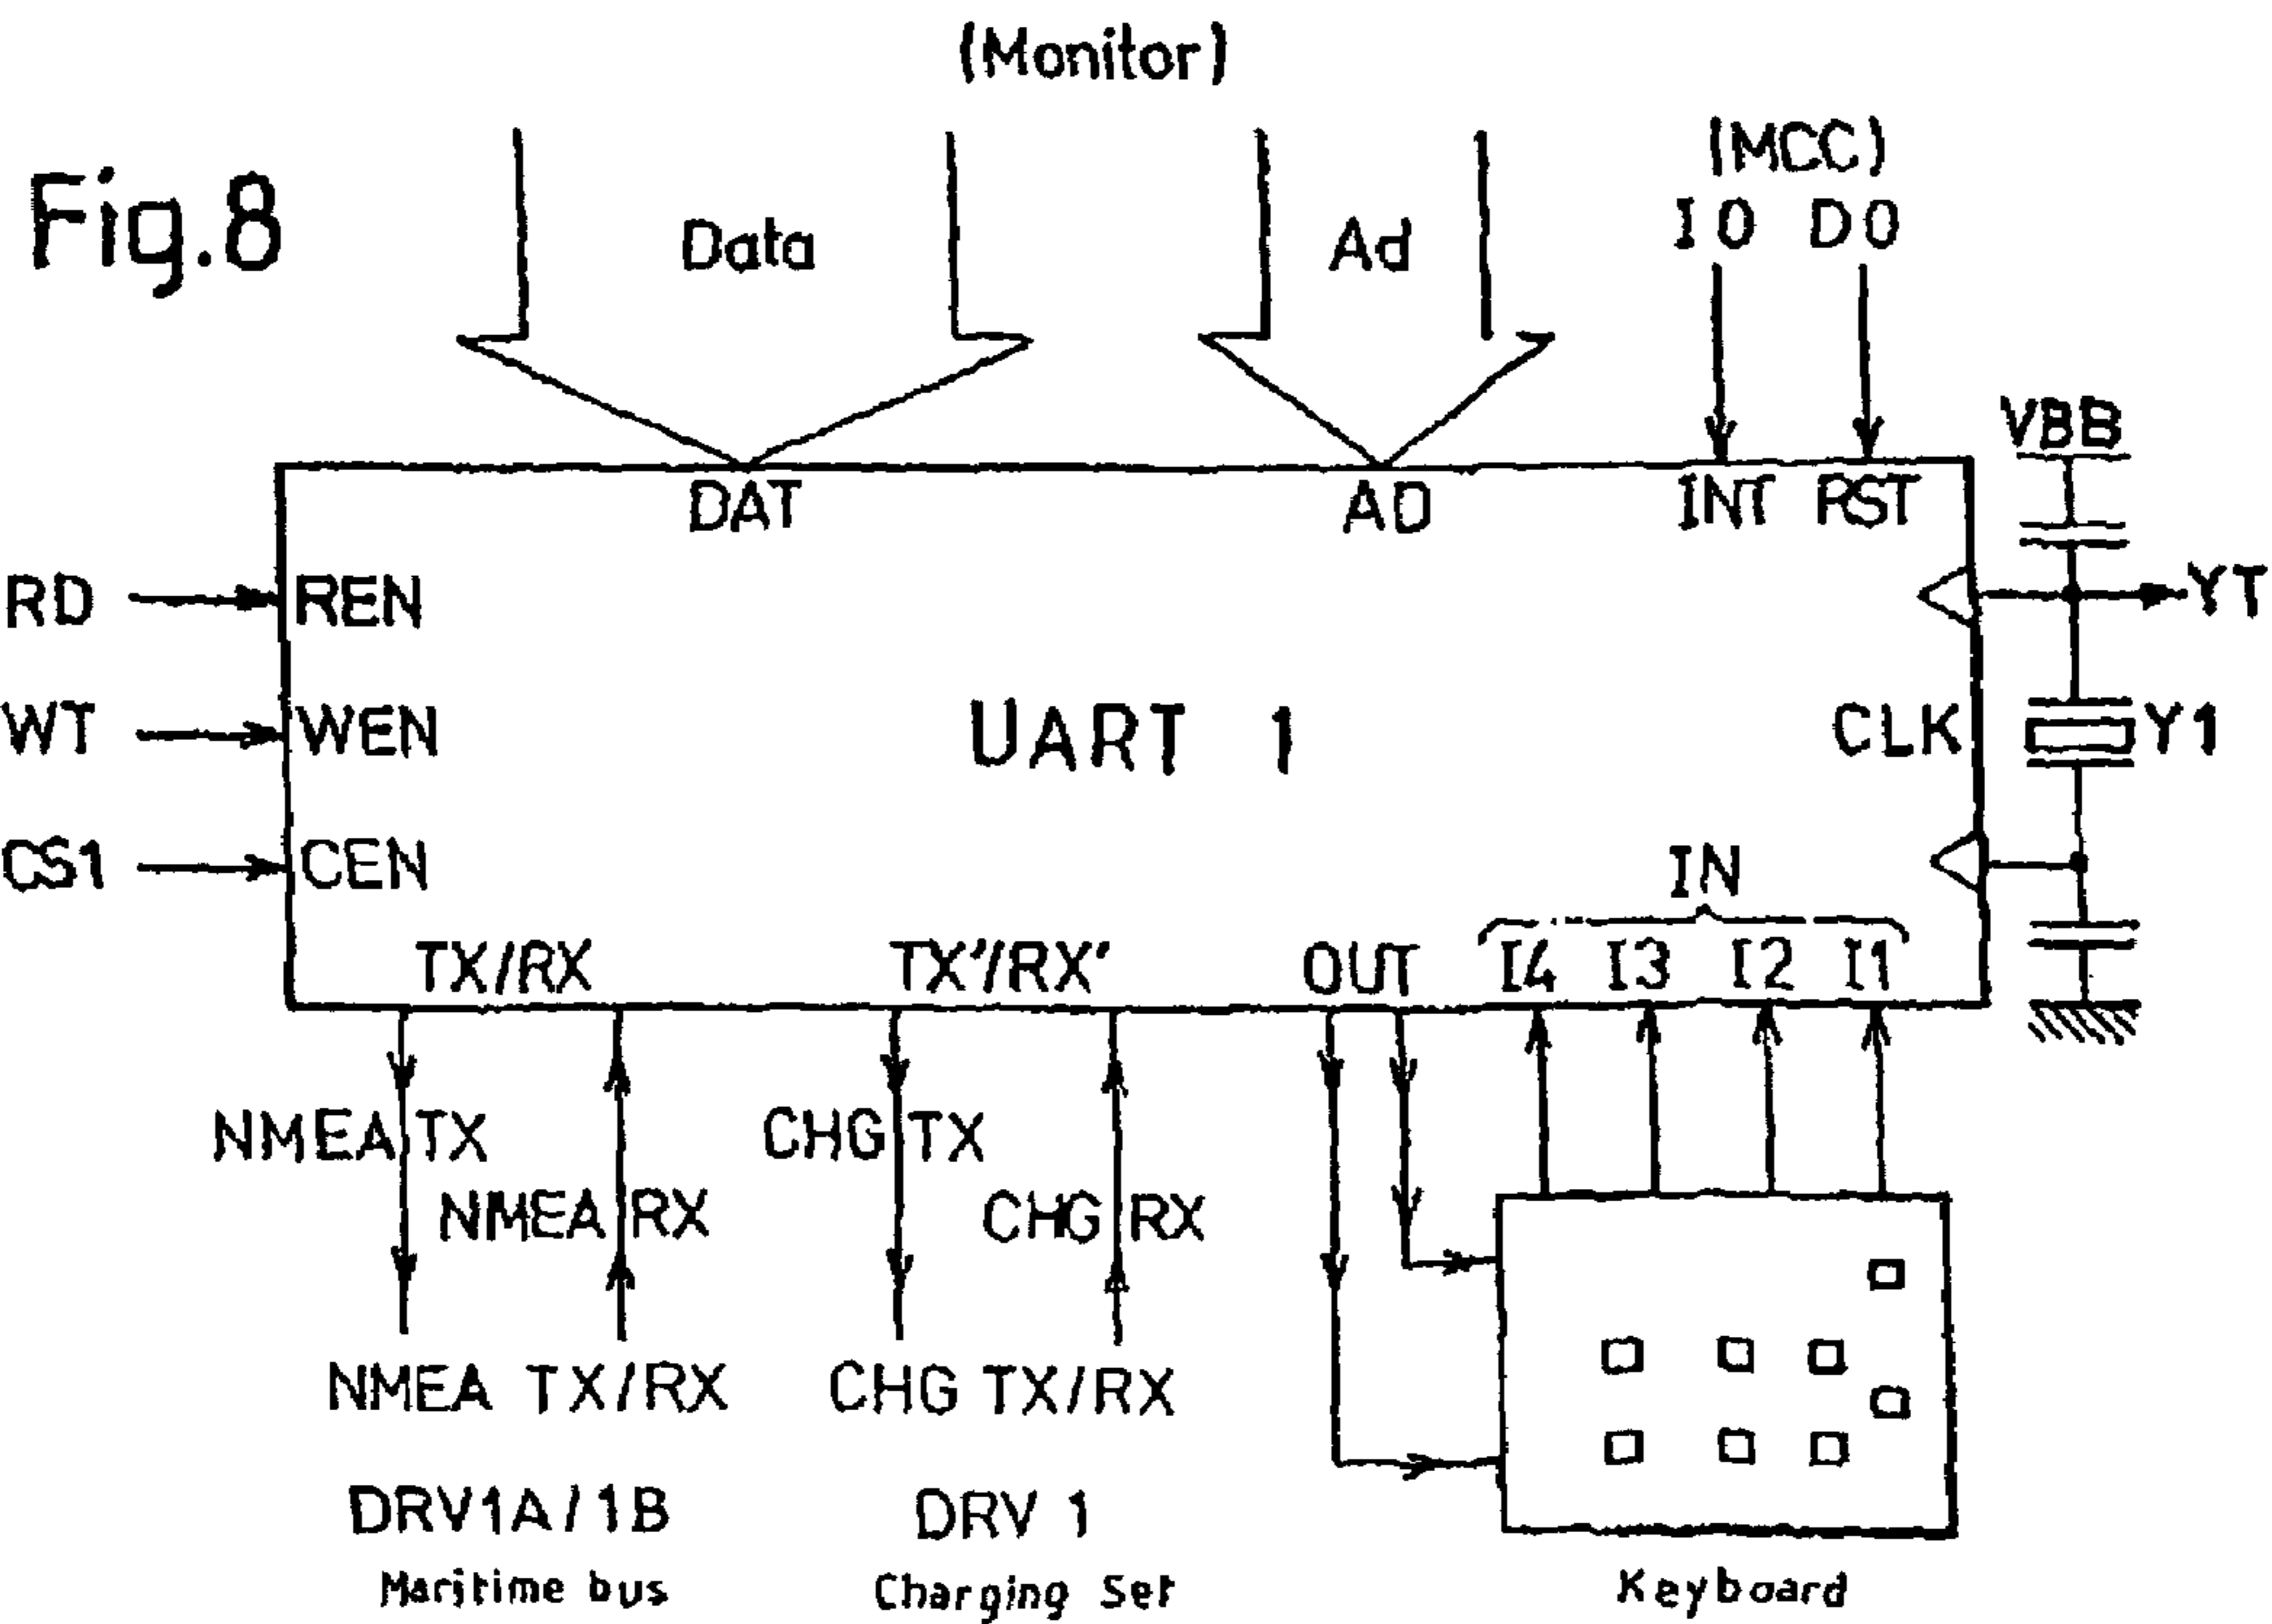 (Monitor)
Fig.8
Data
Ad
(MCC)
IO DO
VBB
DAT
AD
INT RST
RD
REN
YT
WT
WEN
UART 1
CLK
Y1
CS1
CEN
IN
TX/RX
TX'/RX'
OUT
I4 I3 I2 I1
NMEA TX
CHG TX
NMEA RX
CHG RX
NMEA TX/RX
CHG TX/RX
DRV1A/1B
DRV 1
Maritime bus
Charging Set
Keyboard